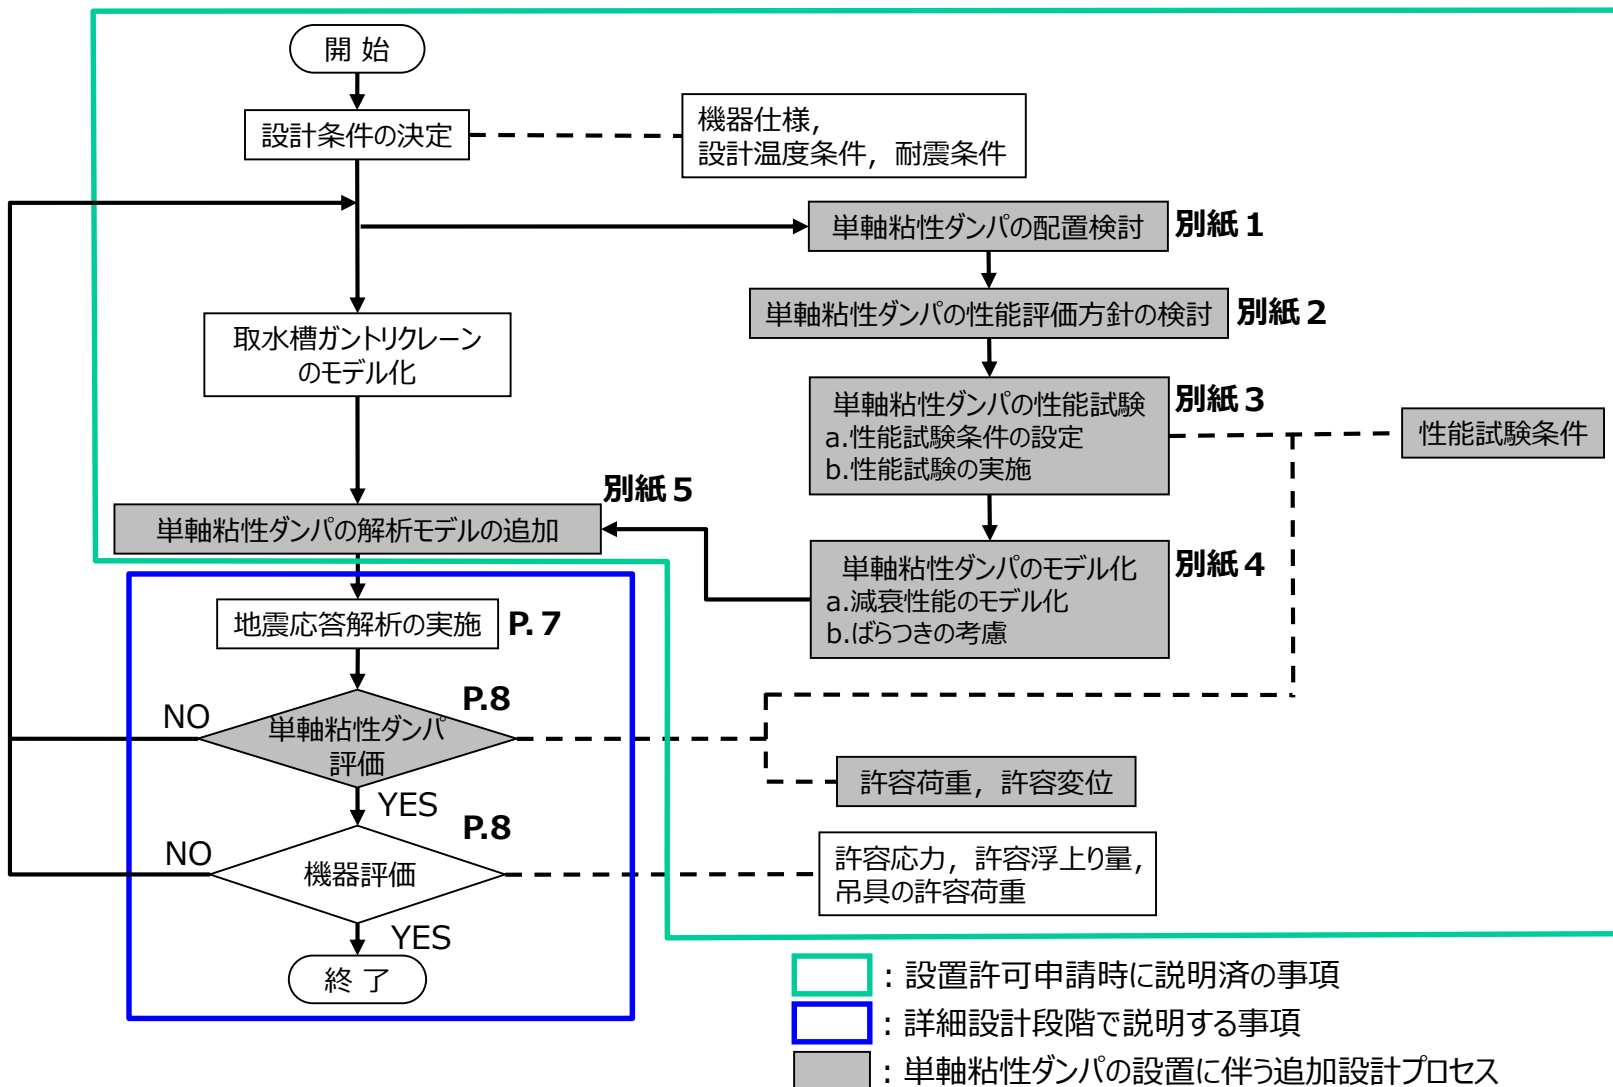 開 始
設計条件の決定
機器仕様,
設計温度条件, 耐震条件
単軸粘性ダンパの配置検討
別紙１
単軸粘性ダンパの性能評価方針の検討
別紙２
取水槽ガントリクレーン
のモデル化
単軸粘性ダンパの性能試験
a.性能試験条件の設定
b.性能試験の実施
別紙３
性能試験条件
別紙５
単軸粘性ダンパの解析モデルの追加
単軸粘性ダンパのモデル化
a.減衰性能のモデル化
b.ばらつきの考慮
別紙４
地震応答解析の実施
P.７
P.8
NO
単軸粘性ダンパ
評価
YES
許容荷重, 許容変位
P.8
NO
機器評価
YES
許容応力, 許容浮上り量,
吊具の許容荷重
終 了
：設置許可申請時に説明済の事項
：詳細設計段階で説明する事項
：単軸粘性ダンパの設置に伴う追加設計プロセス